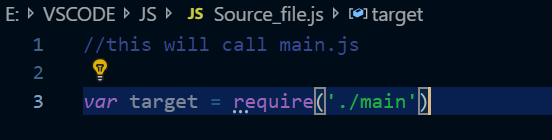 E: > VSCODE > JS > JS Source_file.js > target
1 //this will call main.js
2
3 var target = require('./main')